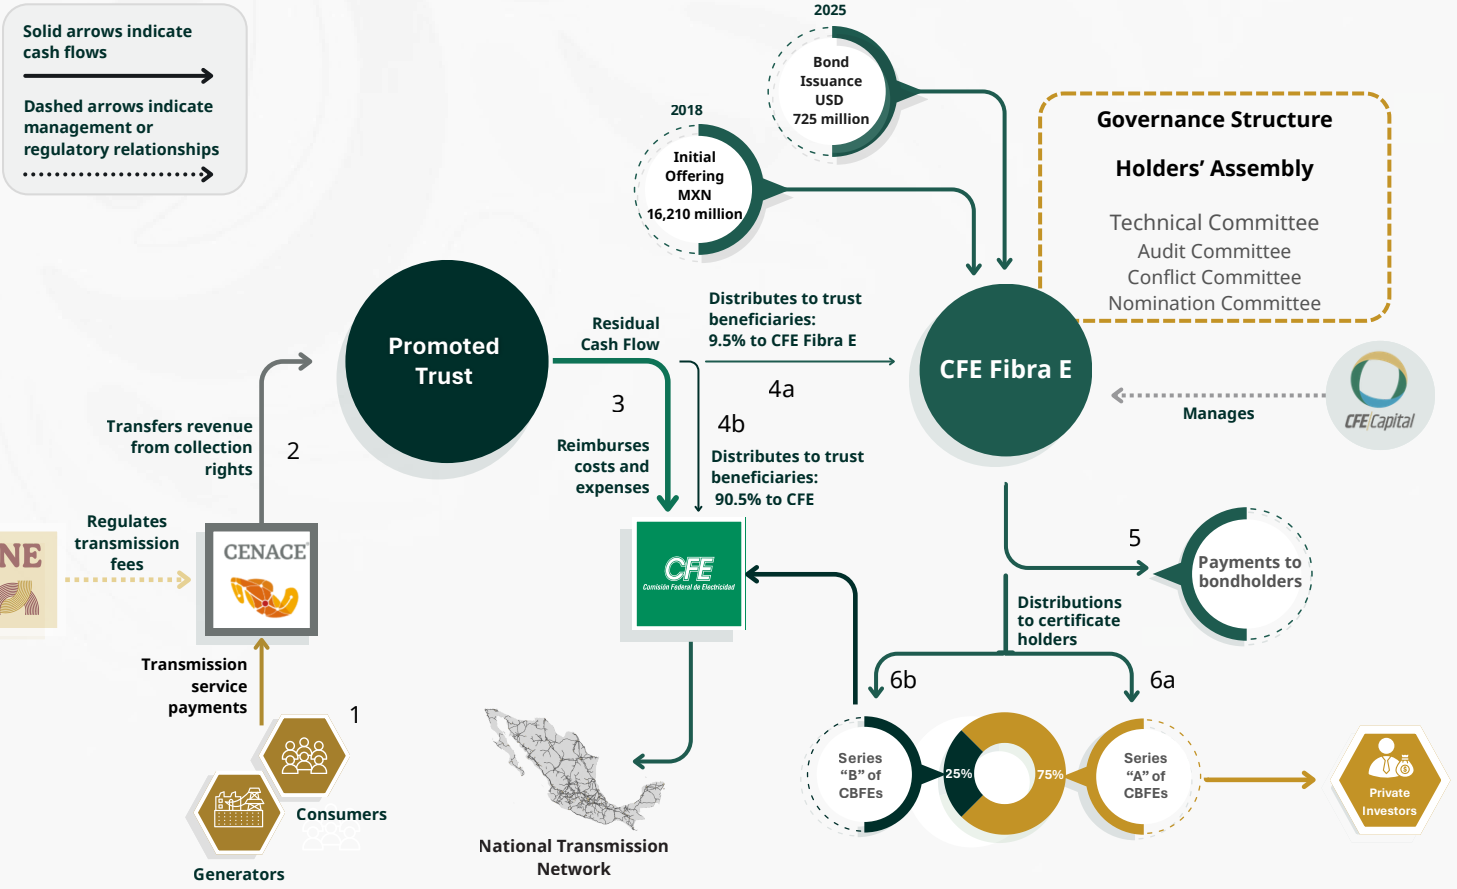 Solid arrows indicate
cash flows
Dashed arrows indicate
management or
regulatory relationships
2025
Bond
Issuance
USD
725 million
2018
Initial
Offering
MXN
16,210 million
Governance Structure
Holders’ Assembly
Technical Committee
Audit Committee
Conflict Committee
Nomination Committee
Promoted
Trust
Residual
Cash Flow
3
Reimburses
costs and
expenses
Distributes to trust
beneficiaries:
9.5% to CFE Fibra E
4a
4b
Distributes to trust
beneficiaries:
90.5% to CFE
CFE Fibra E
Manages
CFE Capital
Transfers revenue
from collection
rights
2
Regulates
transmission
fees
NE
CENACE
CFE
Comisión Federal de Electricidad
5
Payments to
bondholders
Distributions
to certificate
holders
6b
6a
Transmission
service
payments
1
Consumers
Generators
National Transmission
Network
Series
“B” of
CBFEs
25%
75%
Series
“A” of
CBFEs
Private
Investors